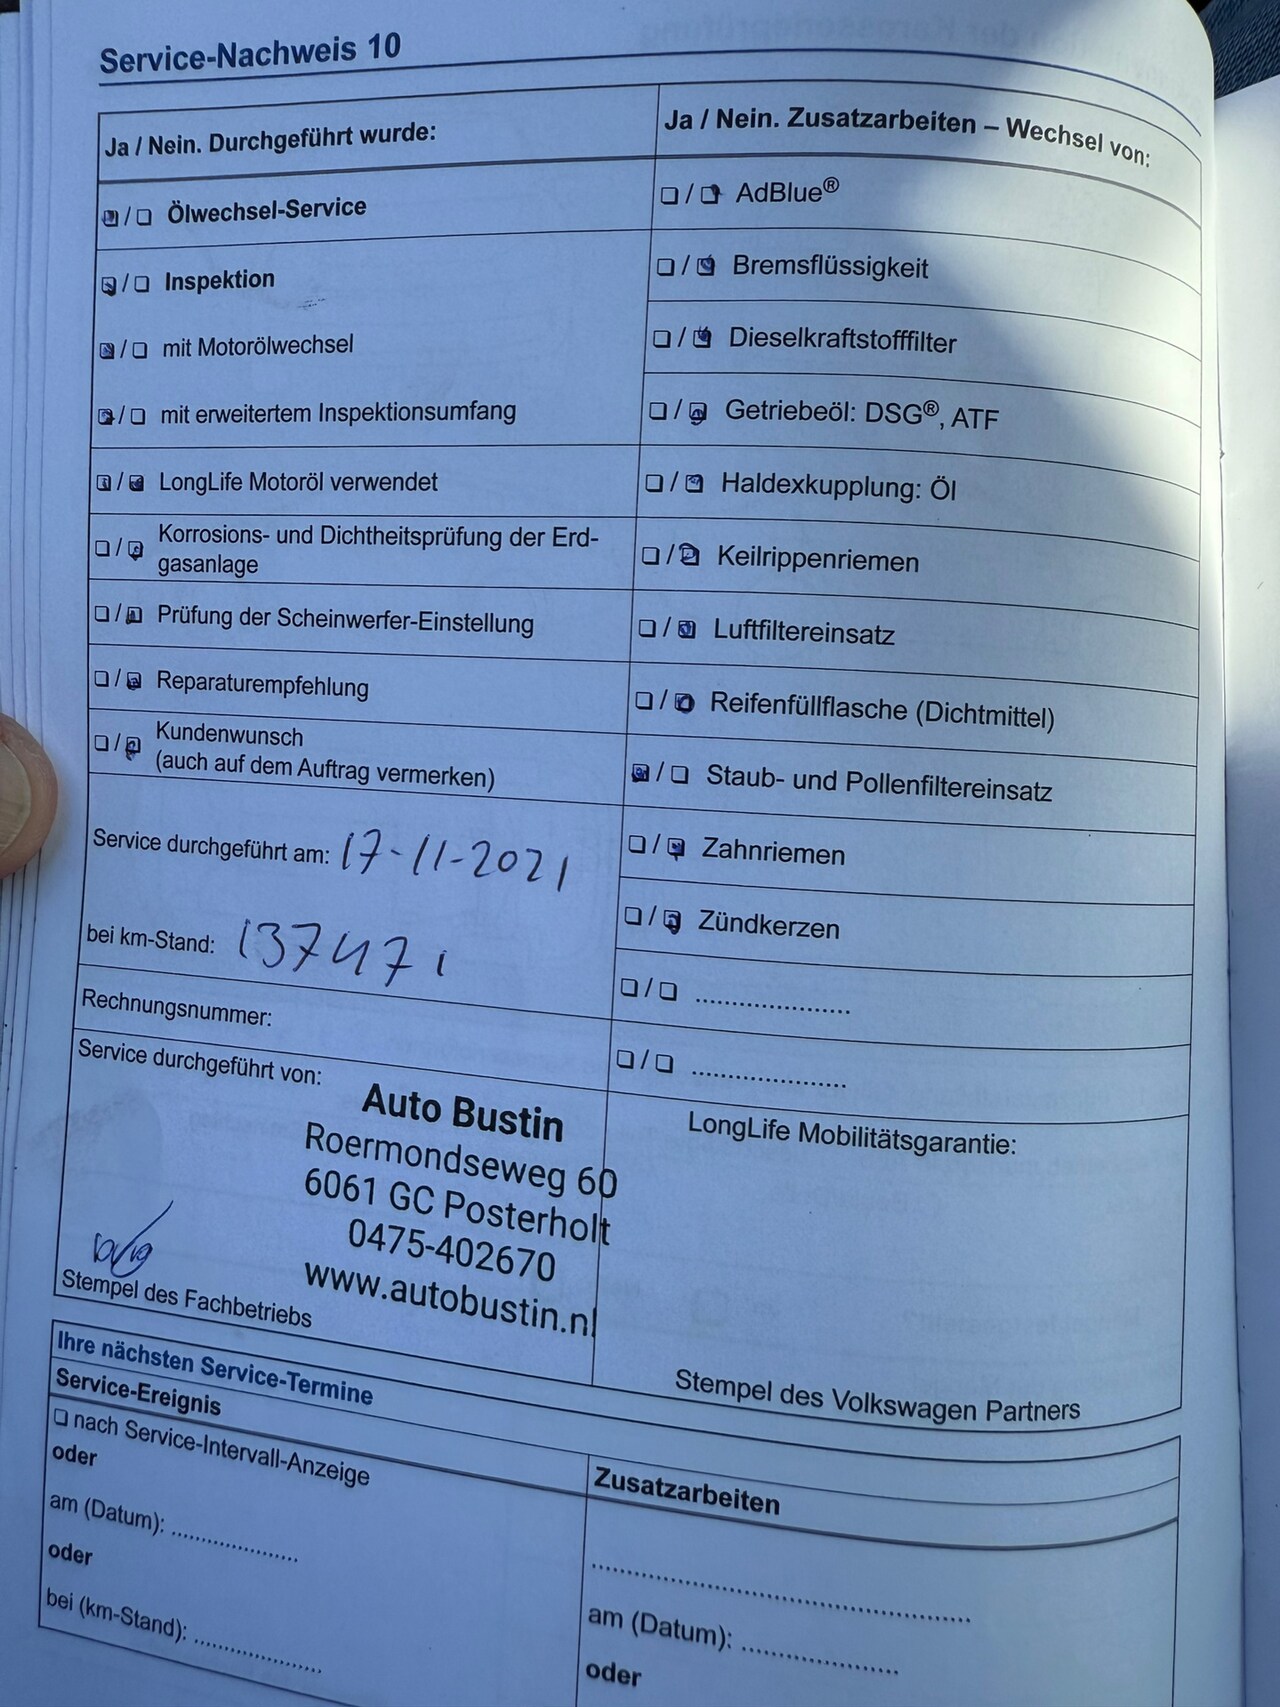 Service-Nachweis 10
Ja / Nein. Durchgeführt wurde:
Ölwechsel-Service
Inspektion
mit Motorölwechsel
mit erweitertem Inspektionsumfang
LongLife Motoröl verwendet
Korrosions- und Dichtheitsprüfung der Erd-
gasanlage
Prüfung der Scheinwerfer-Einstellung
Reparaturempfehlung
Kundenwunsch
(auch auf dem Auftrag vermerken)
Service durchgeführt am: 17-11-2021
bei km-Stand: 137471
Rechnungsnummer:
Service durchgeführt von:
Auto Bustin
Roermondseweg 60
6061 GC Posterholt
0475-402670
www.autobustin.nl
Stempel des Fachbetriebs
Ja / Nein. Zusatzarbeiten – Wechsel von:
AdBlue®
Bremsflüssigkeit
Dieselkraftstofffilter
Getriebeöl: DSG®, ATF
Haldexkupplung: Öl
Keilrippenriemen
Luftfiltereinsatz
Reifenfüllflasche (Dichtmittel)
Staub- und Pollenfiltereinsatz
Zahnriemen
Zündkerzen
LongLife Mobilitätsgarantie:
Stempel des Volkswagen Partners
Ihre nächsten Service-Termine
Service-Ereignis
nach Service-Intervall-Anzeige
oder
am (Datum): ....................
oder
bei (km-Stand): ....................
Zusatzarbeiten
am (Datum): ....................
oder